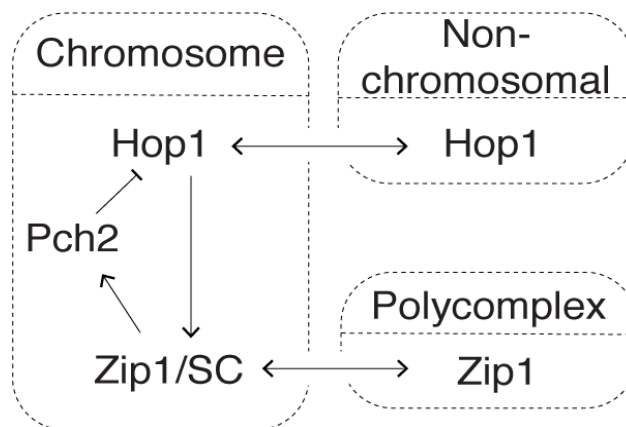 Chromosome
Hop1
Pch2
Zip1/SC
Non-
chromosomal
Hop1
Polycomplex
Zip1